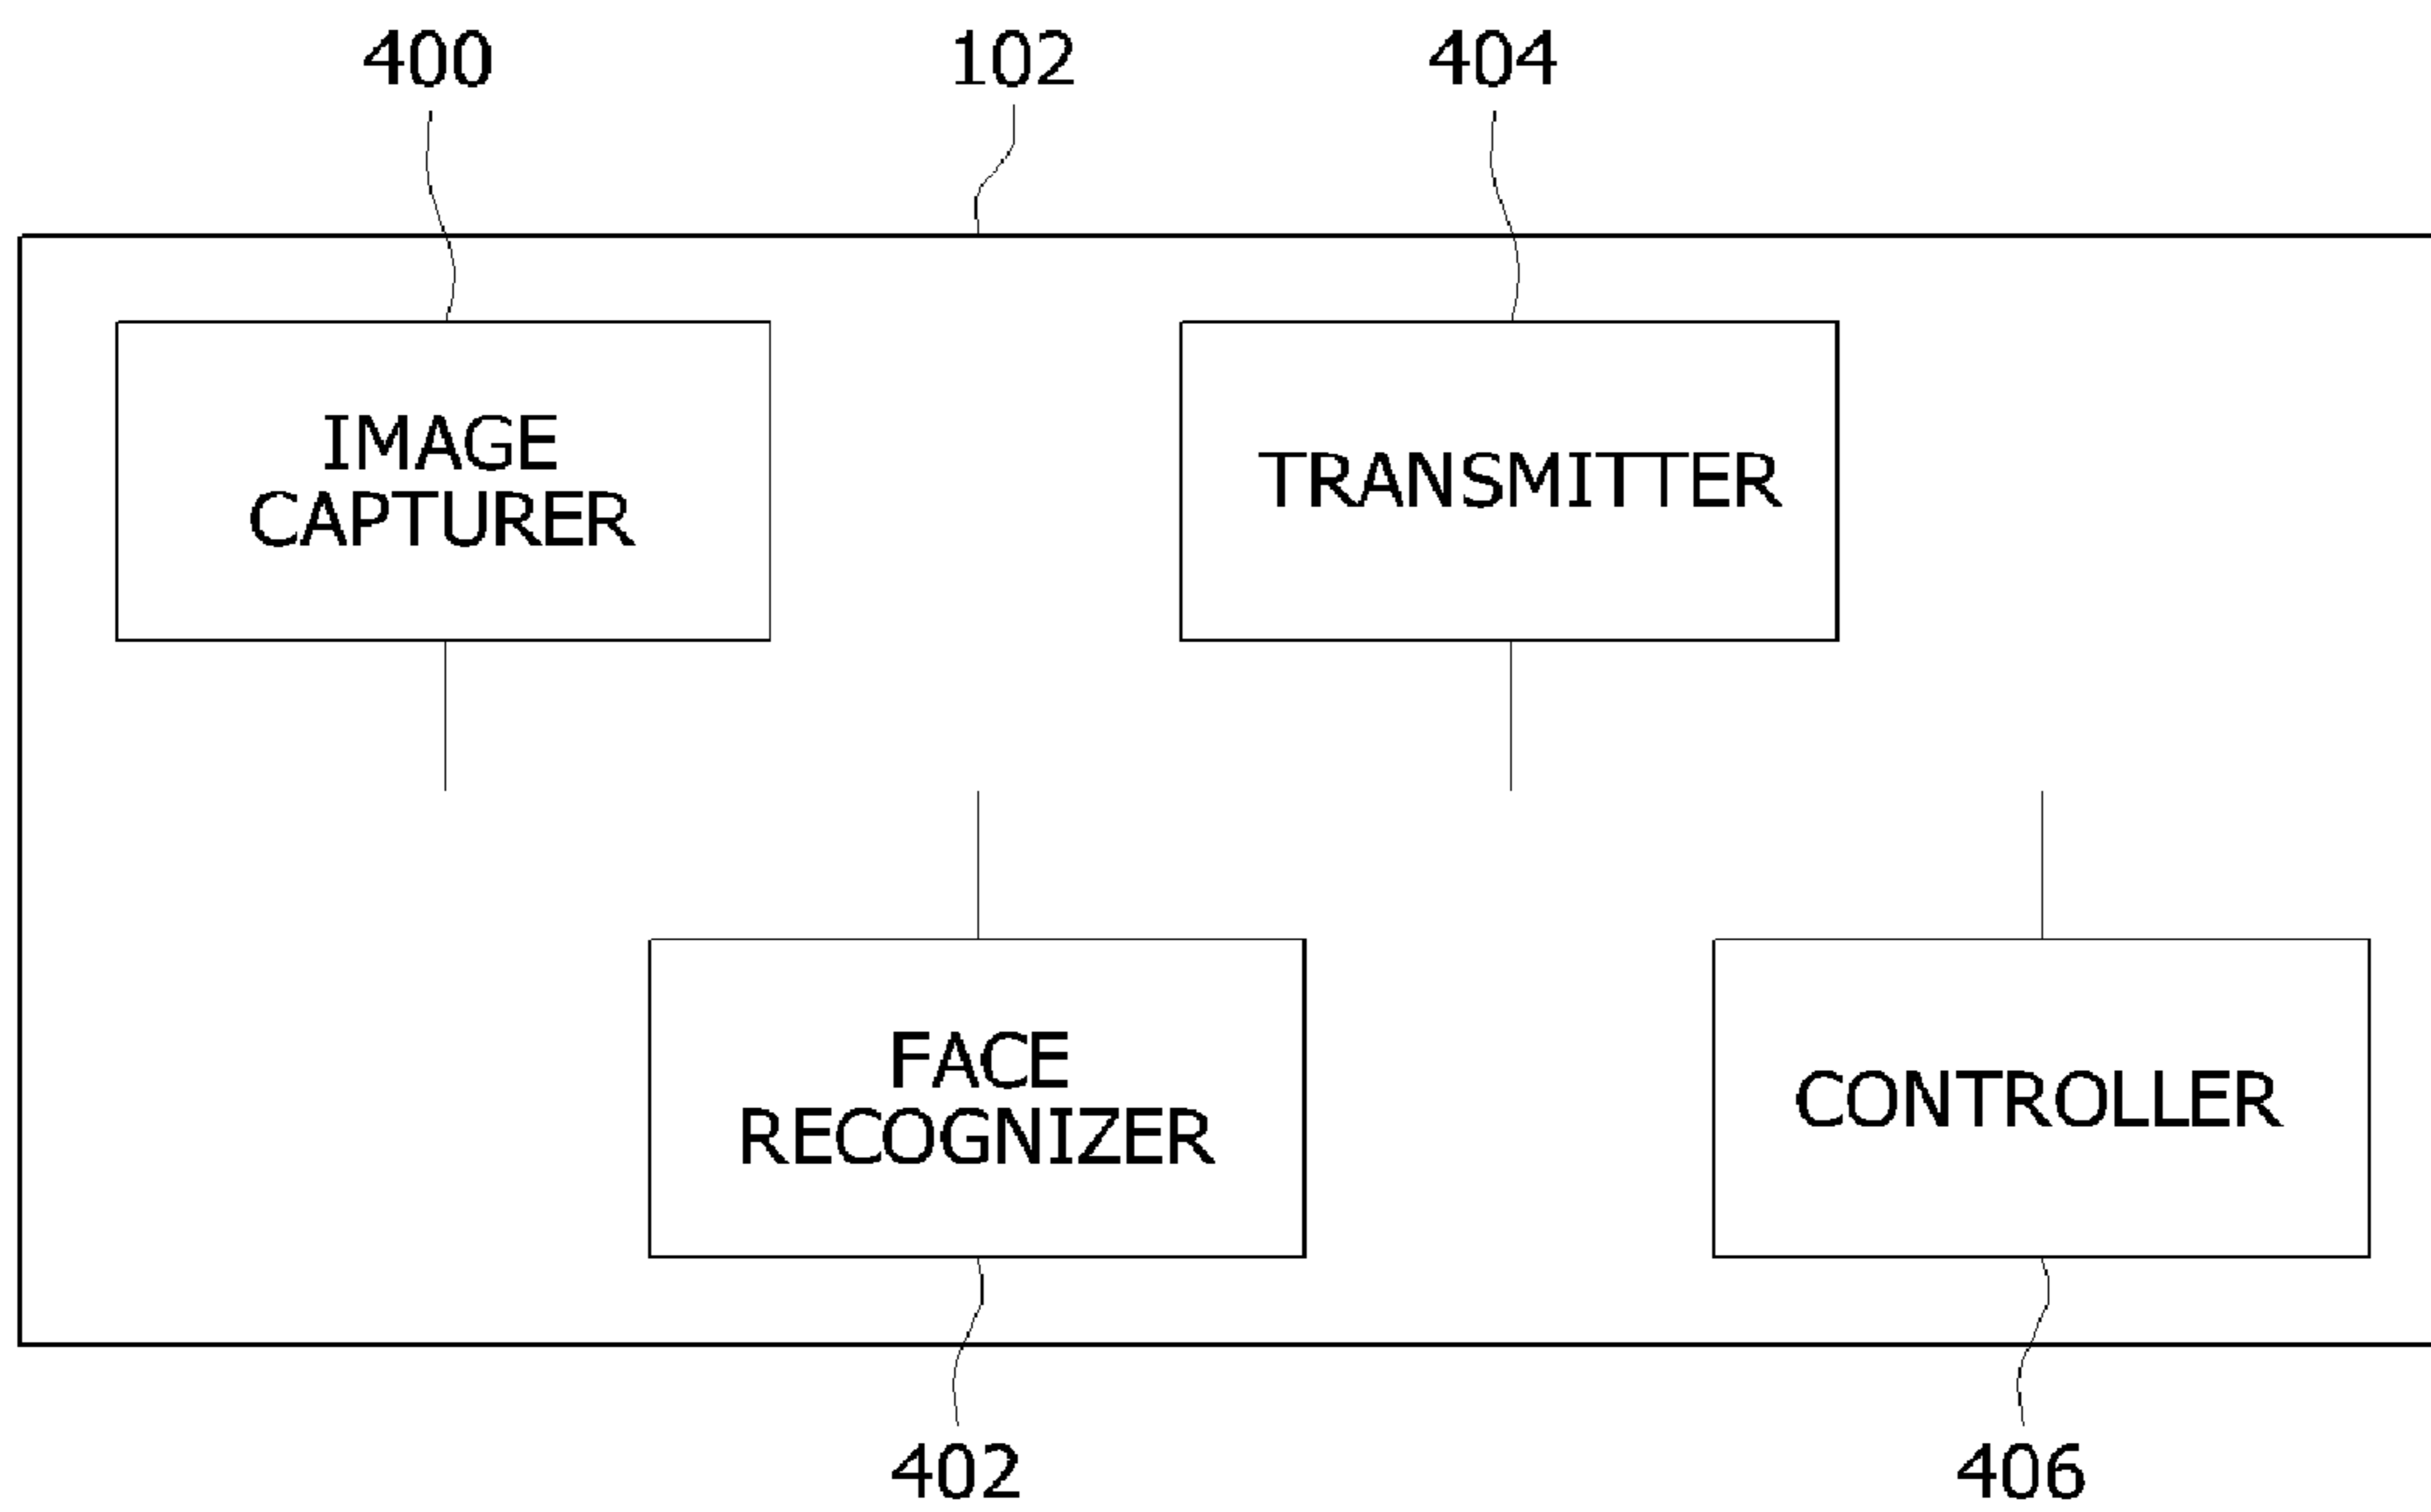 400
102
404
IMAGE
CAPTURER
TRANSMITTER
FACE
RECOGNIZER
CONTROLLER
402
406